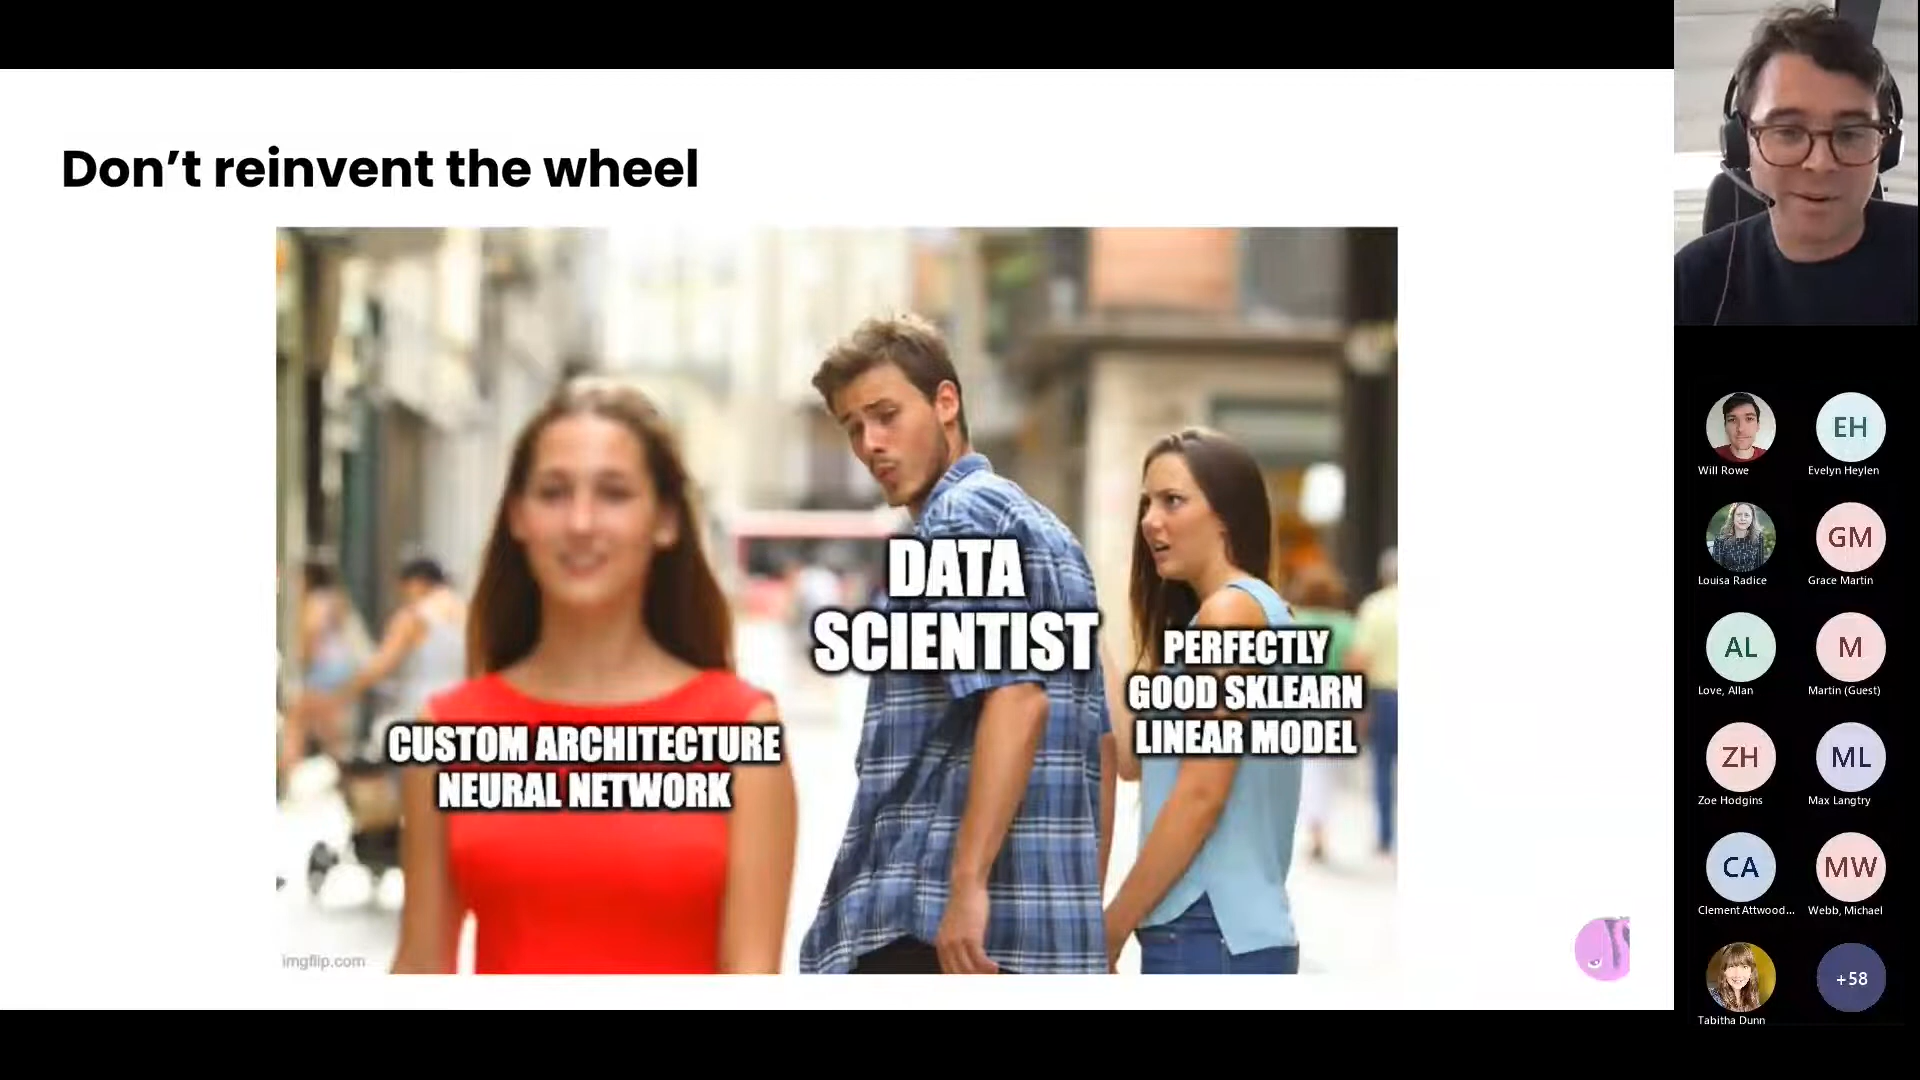 Don’t reinvent the wheel
DATA
SCIENTIST
PERFECTLY
GOOD SKLEARN
LINEAR MODEL
CUSTOM ARCHITECTURE
NEURAL NETWORK
imgflip.com
EH
Will Rowe
Evelyn Heylen
GM
Louisa Radice
Grace Martin
AL
M
Love, Allan
Martin (Guest)
ZH
ML
Zoe Hodgins
Max Langtry
CA
MW
Clement Attwood...
Webb, Michael
+58
Tabitha Dunn